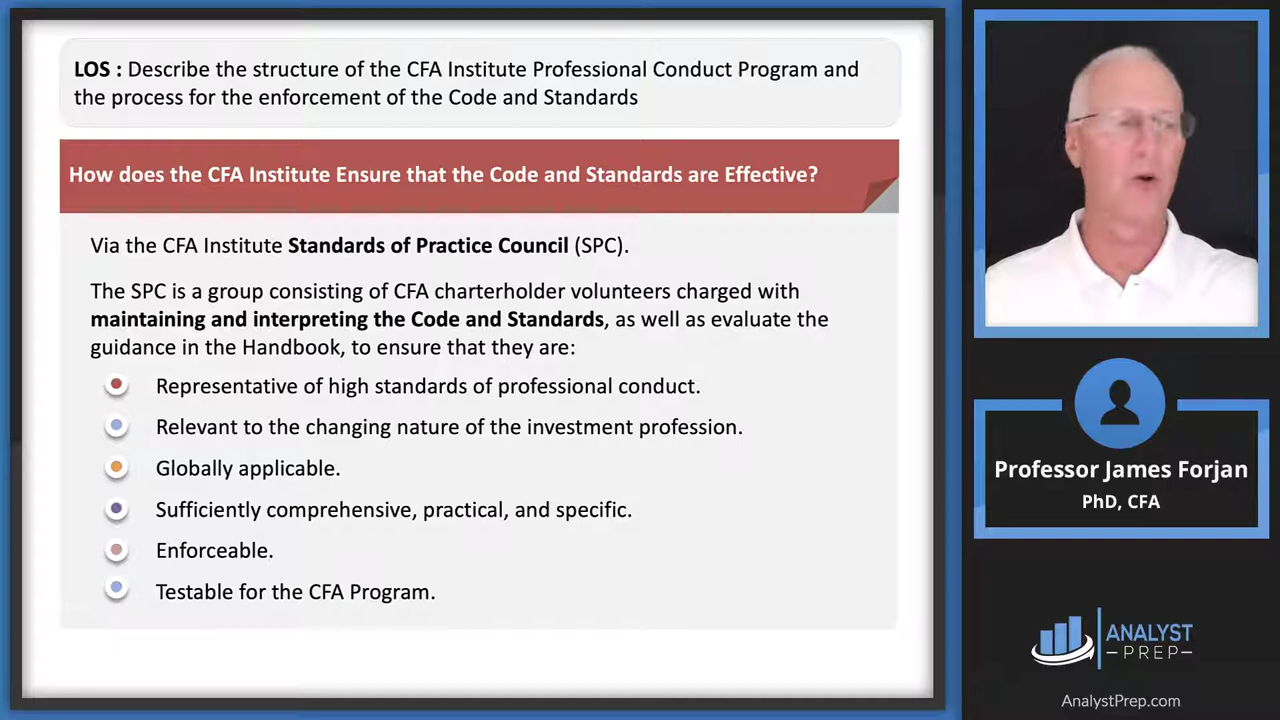 LOS : Describe the structure of the CFA Institute Professional Conduct Program and
the process for the enforcement of the Code and Standards
How does the CFA Institute Ensure that the Code and Standards are Effective?
Via the CFA Institute Standards of Practice Council (SPC).
The SPC is a group consisting of CFA charterholder volunteers charged with
maintaining and interpreting the Code and Standards, as well as evaluate the
guidance in the Handbook, to ensure that they are:
Representative of high standards of professional conduct.
Relevant to the changing nature of the investment profession.
Globally applicable.
Sufficiently comprehensive, practical, and specific.
Enforceable.
Testable for the CFA Program.
Professor James Forjan
PhD, CFA
ANALYST
PREP
AnalystPrep.com